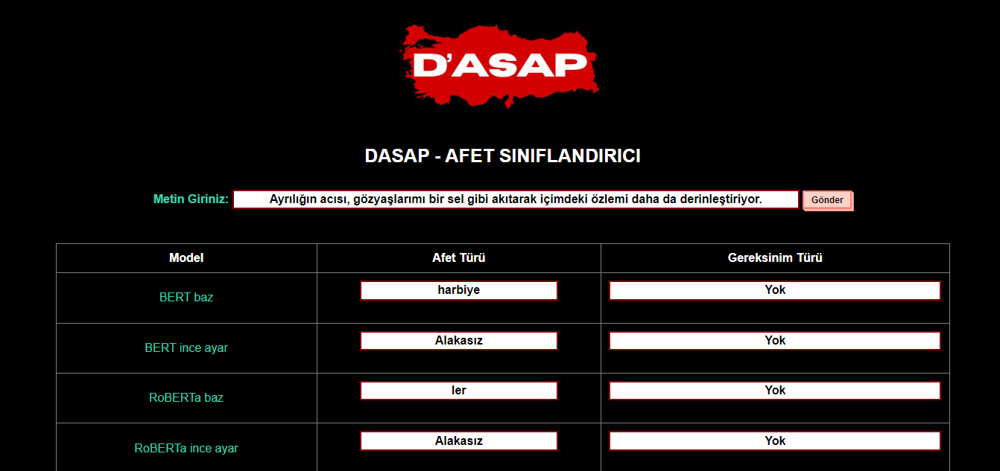 D'ASAP
DASAP - AFET SINIFLANDIRICI
Metin Giriniz: Ayrılığın acısı, gözyaşlarımı bir sel gibi akıtarak içimdeki özlemi daha da derinleştiriyor. Gönder
Model Afet Türü Gereksinim Türü
BERT baz harbiye Yok
BERT ince ayar Alakasız Yok
RoBERTa baz ler Yok
RoBERTa ince ayar Alakasız Yok